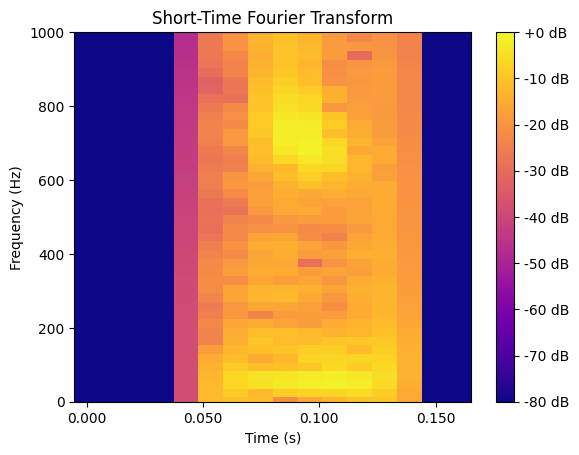 Short-Time Fourier Transform
1000
800
600
400
200
0
Frequency (Hz)
0.000
0.050
0.100
0.150
Time (s)
+0 dB
-10 dB
-20 dB
-30 dB
-40 dB
-50 dB
-60 dB
-70 dB
-80 dB